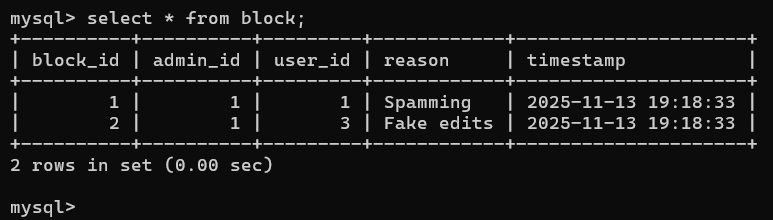 mysql> select * from block;
+----------+----------+---------+------------+---------------------+
| block_id | admin_id | user_id | reason     | timestamp           |
+----------+----------+---------+------------+---------------------+
|        1 |        1 |       1 | Spamming   | 2025-11-13 19:18:33 |
|        2 |        1 |       3 | Fake edits | 2025-11-13 19:18:33 |
+----------+----------+---------+------------+---------------------+
2 rows in set (0.00 sec)
mysql>